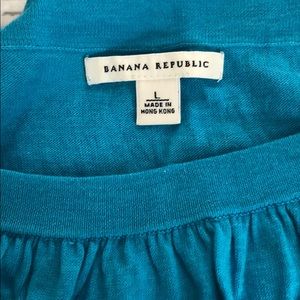 BANANA REPUBLIC
L
MADE IN
HONG KONG